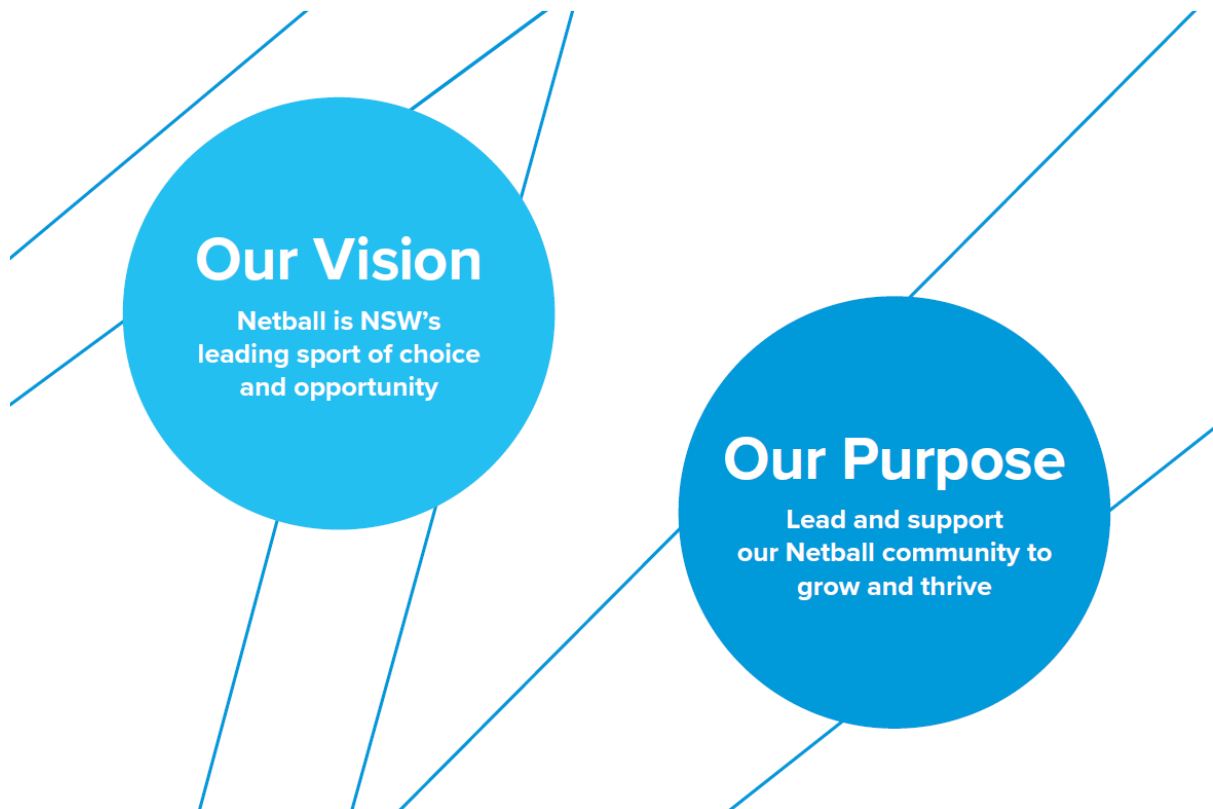 Our Vision
Netball is NSW’s
leading sport of choice
and opportunity
Our Purpose
Lead and support
our Netball community to
grow and thrive